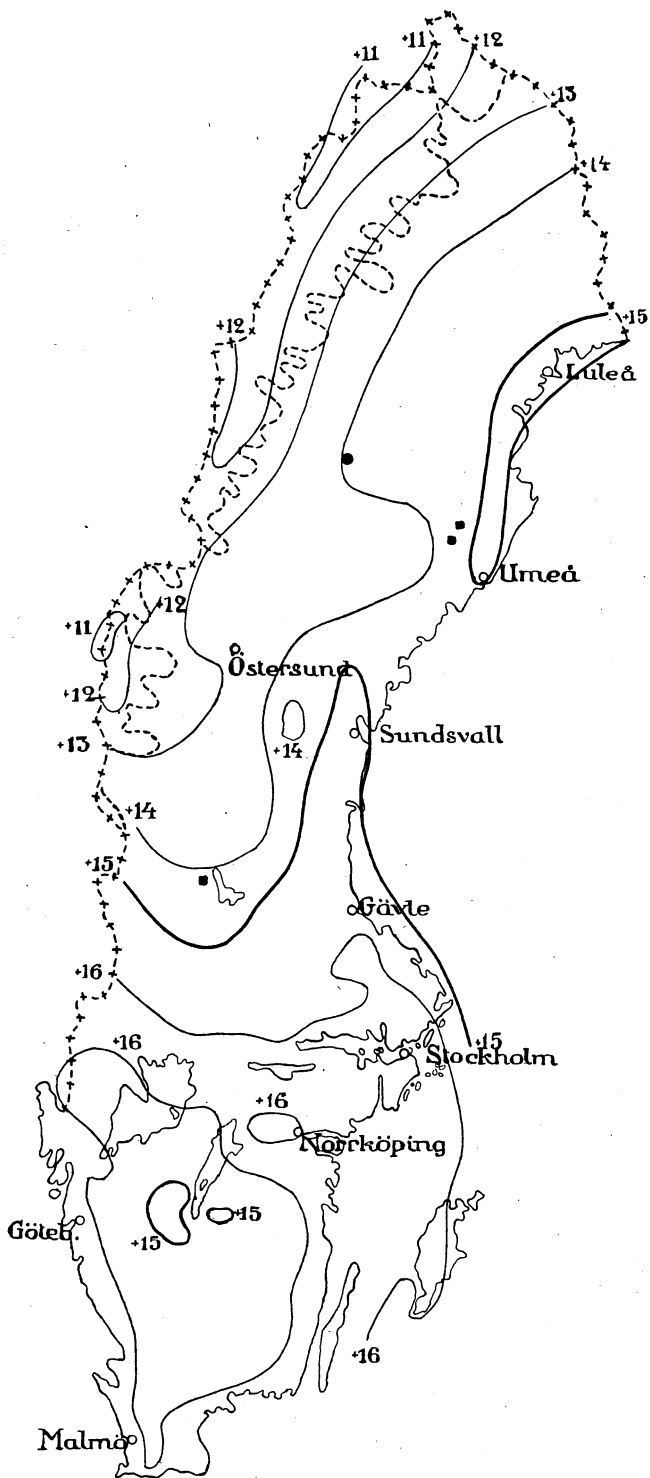 +11
+11
+12
+13
+14
+15
+12
Luleå
Umeå
+12
+11
Östersund
+12
Sundsvall
+13
+14
+14
+15
Gävle
+16
+16
+15
Stockholm
+16
Norrköping
+15
Göteb.
+15
+16
Malmö